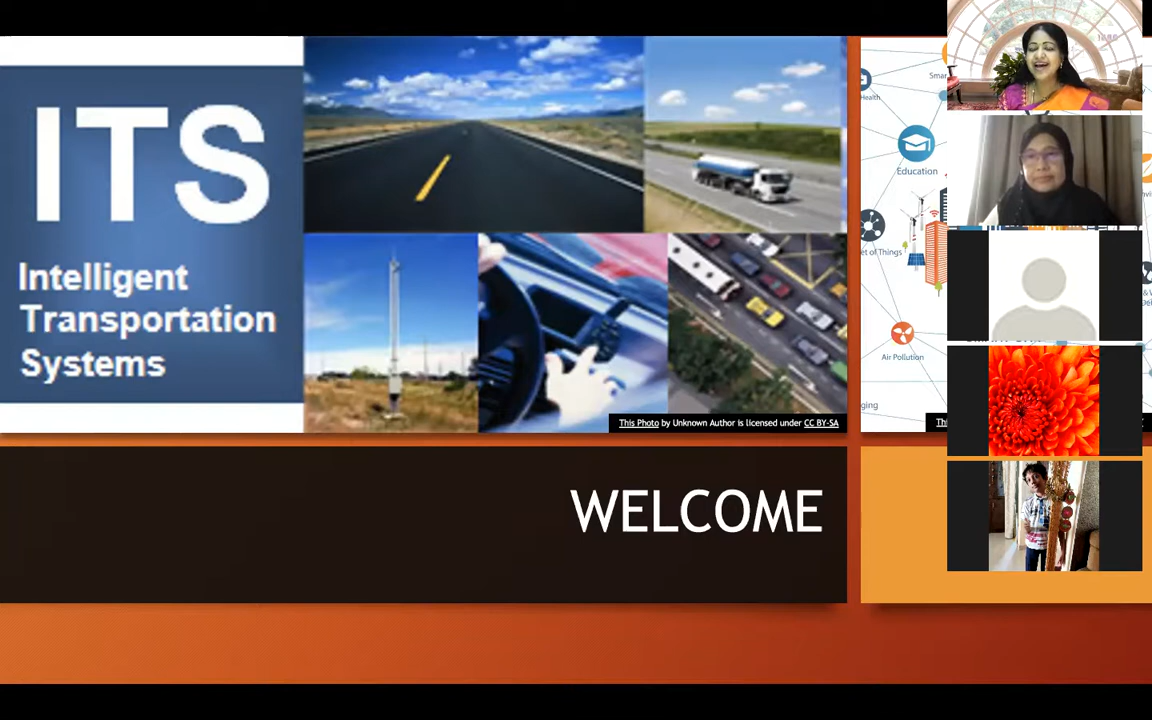 ITS
Intelligent
Transportation
Systems
This Photo by Unknown Author is licensed under CC BY-SA
Health
Education
Air Pollution
WELCOME